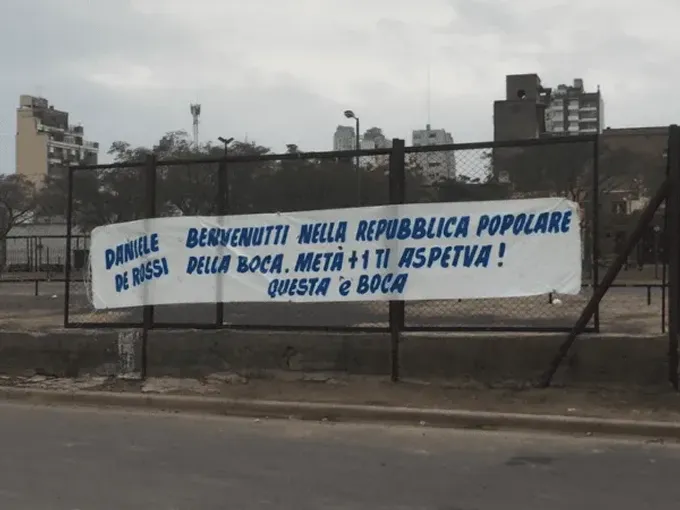 DANIELE
DE ROSSI
BENVENUTTI NELLA REPUBBLICA POPOLARE
DELLA BOCA. METÀ +1 TI ASPETVA!
QUESTA è BOCA